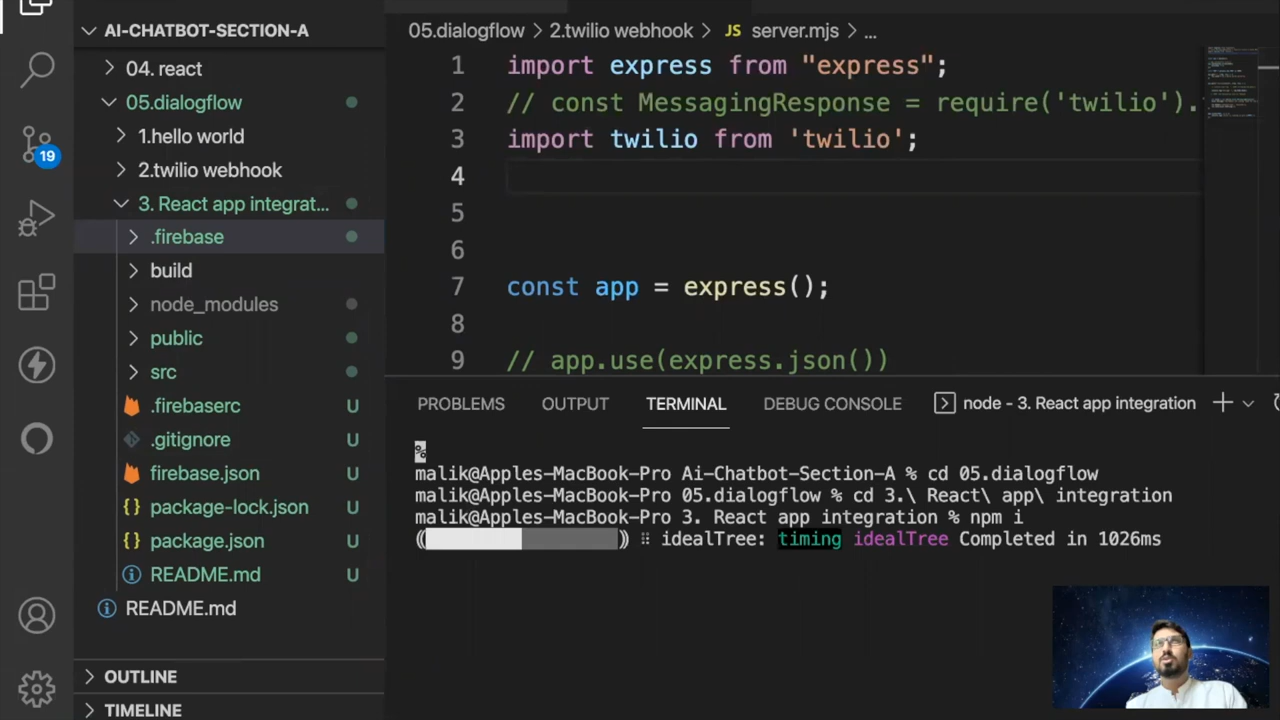 AI-CHATBOT-SECTION-A
04. react
05.dialogflow
1.hello world
2.twilio webhook
3. React app integrat...
.firebase
build
node_modules
public
src
.firebaserc U
.gitignore U
firebase.json U
package-lock.json U
package.json U
README.md U
README.md
OUTLINE
TIMELINE
19
05.dialogflow > 2.twilio webhook > JS server.mjs > ...
1 import express from "express";
2 // const MessagingResponse = require('twilio').
3 import twilio from 'twilio';
4
5
6
7 const app = express();
8
9 // app.use(express.json())
PROBLEMS OUTPUT TERMINAL DEBUG CONSOLE node - 3. React app integration
%
malik@Apples-MacBook-Pro Ai-Chatbot-Section-A % cd 05.dialogflow
malik@Apples-MacBook-Pro 05.dialogflow % cd 3.\ React\ app\ integration
malik@Apples-MacBook-Pro 3. React app integration % npm i
( ) ⠿ idealTree: timing idealTree Completed in 1026ms